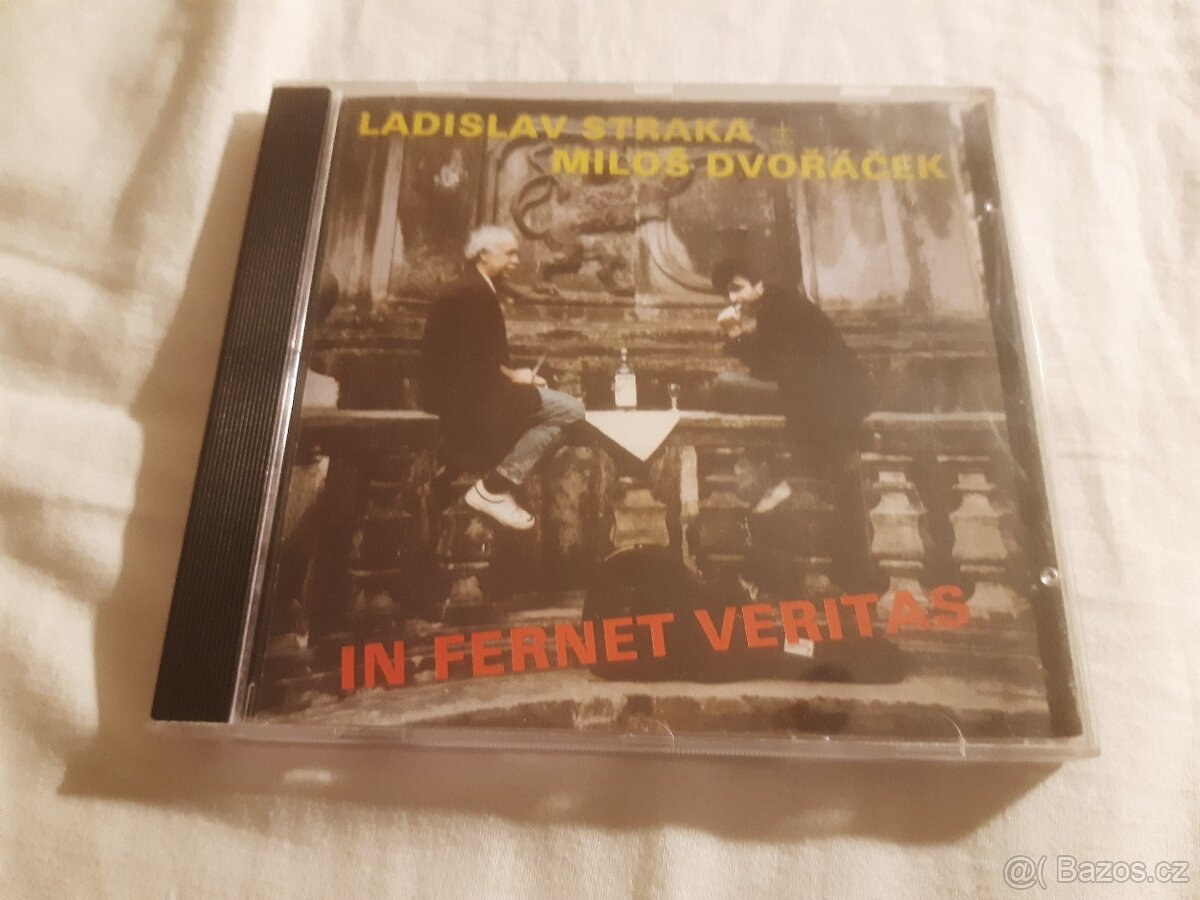 LADISLAV STRAKA +
MILOŠ DVOŘÁČEK
IN FERNET VERITAS
@( Bazos.cz